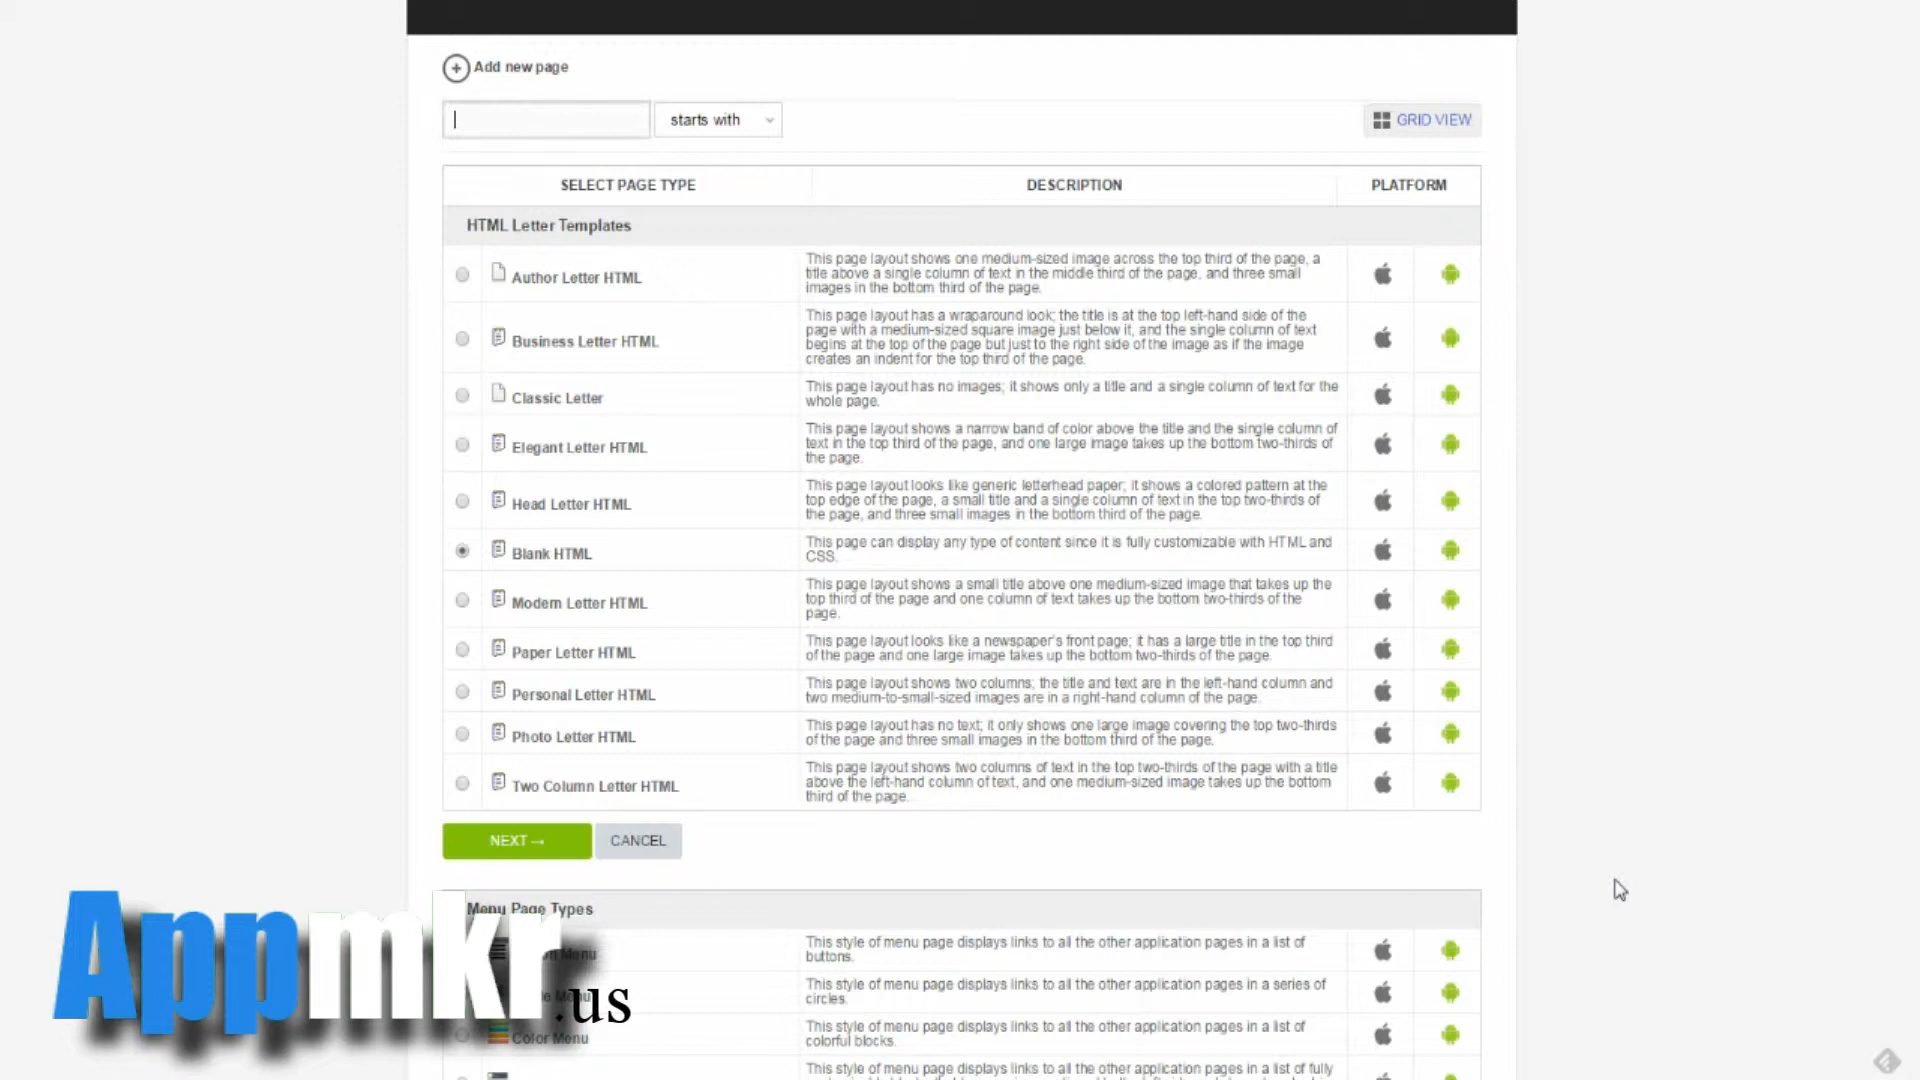 Add new page
starts with
GRID VIEW
SELECT PAGE TYPE DESCRIPTION PLATFORM
HTML Letter Templates
Author Letter HTML
This page layout shows one medium-sized image across the top third of the page, a
title above a single column of text in the middle third of the page, and three small
images in the bottom third of the page.
Business Letter HTML
This page layout has a wraparound look; the title is at the top left-hand side of the
page with a medium-sized square image just below it, and the single column of text
begins at the top of the page but just to the right side of the image as if the image
creates an indent for the top third of the page.
Classic Letter
This page layout has no images; it shows only a title and a single column of text for the
whole page.
Elegant Letter HTML
This page layout shows a narrow band of color above the title and the single column of
text in the top third of the page, and one large image takes up the bottom two-thirds of
the page.
Head Letter HTML
This page layout looks like generic letterhead paper; it shows a colored pattern at the
top edge of the page, a small title and a single column of text in the top two-thirds of
the page, and three small images in the bottom third of the page.
Blank HTML
This page can display any type of content since it is fully customizable with HTML and
CSS.
Modern Letter HTML
This page layout shows a small title above one medium-sized image that takes up the
top third of the page and one column of text takes up the bottom two-thirds of the
page.
Paper Letter HTML
This page layout looks like a newspaper's front page; it has a large title in the top third
of the page and one large image takes up the bottom two-thirds of the page.
Personal Letter HTML
This page layout shows two columns; the title and text are in the left-hand column and
two medium-to-small-sized images are in a right-hand column of the page.
Photo Letter HTML
This page layout has no text; it only shows one large image covering the top two-thirds
of the page and three small images in the bottom third of the page.
Two Column Letter HTML
This page layout shows two columns of text in the top two-thirds of the page with a title
above the left-hand column of text, and one medium-sized image takes up the bottom
third of the page.
NEXT →
CANCEL
Menu Page Types
Menu
This style of menu page displays links to all the other application pages in a list of
buttons.
Menu
This style of menu page displays links to all the other application pages in a series of
circles.
Color Menu
This style of menu page displays links to all the other application pages in a list of
colorful blocks.
This style of menu page displays links to all the other application pages in a list of fully
Appmkr.us